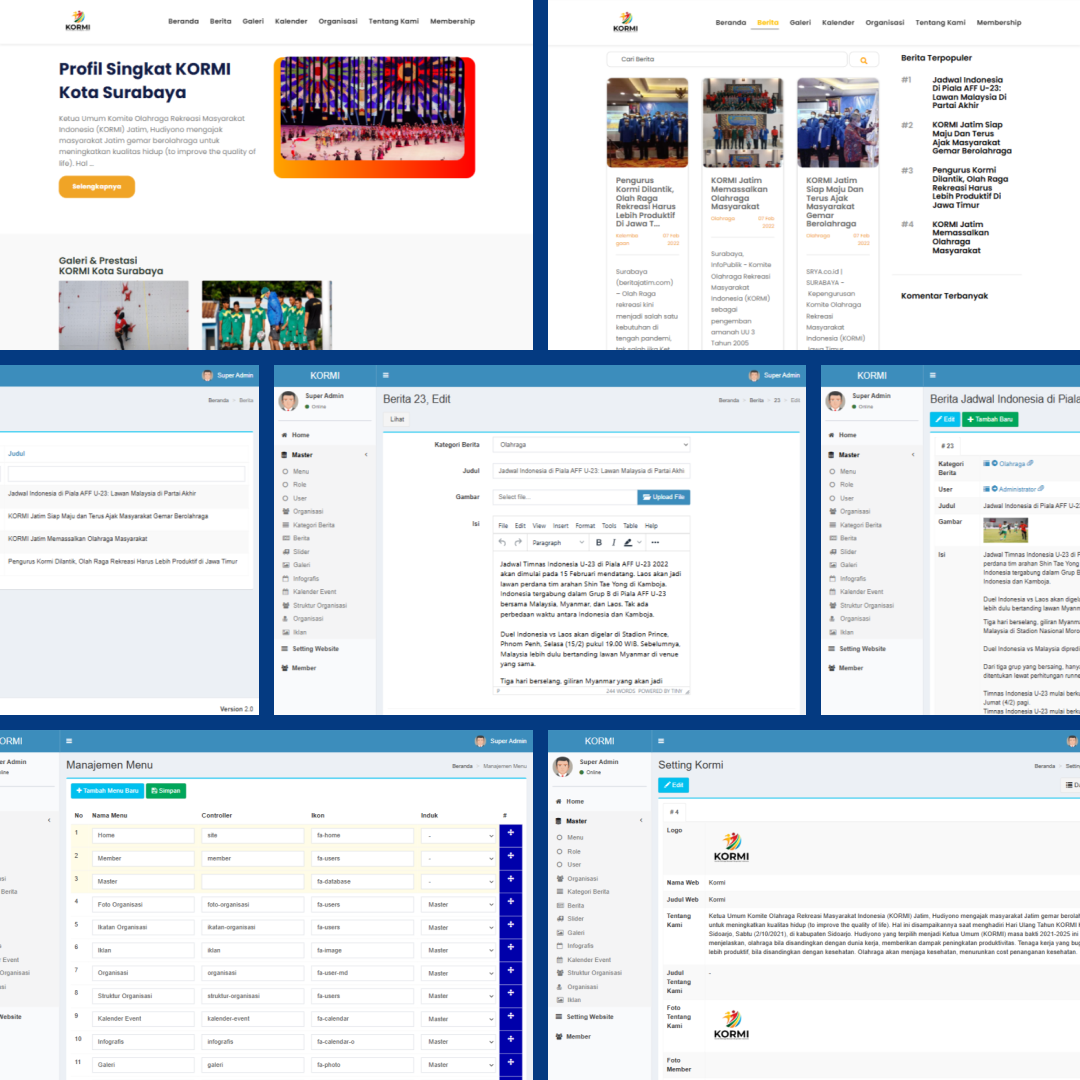 KORMI
Beranda Berita Galeri Kalender Organisasi Tentang Kami Membership
Profil Singkat KORMI
Kota Surabaya
Ketua Umum Komite Olahraga Rekreasi Masyarakat
Indonesia (KORMI) Jatim, Hudiyono mengajak
masyarakat Jatim gemar berolahraga untuk
meningkatkan kualitas hidup (to improve the quality of
life). Hal ...
Selengkapnya
Galeri & Prestasi
KORMI Kota Surabaya
KORMI
Beranda Berita Galeri Kalender Organisasi Tentang Kami Membership
Cari Berita
Pengurus
Kormi Dilantik,
Olah Raga
Rekreasi Harus
Lebih Produktif
Di Jawa T...
07 Feb
2022
Surabaya
(beritajatim.com)
– Olah Raga
rekreasi kini
menjadi salah satu
kebutuhan di
tengah pandemi,
KORMI Jatim
Memassalkan
Olahraga
Masyarakat
Olahraga 07 Feb
2022
Surabaya,
InfoPublik – Komite
Olahraga Rekreasi
Masyarakat
Indonesia (KORMI)
sebagai
pengemban
amanah UU 3
Tahun 2005
KORMI Jatim
Siap Maju Dan
Terus Ajak
Masyarakat
Gemar
Berolahraga
Olahraga 07 Feb
2022
SRYA.co.id |
SURABAYA –
Kepengurusan
Komite Olahraga
Rekreasi
Masyarakat
Indonesia (KORMI)
Jawa Timur
Berita Terpopuler
#1 Jadwal Indonesia
Di Piala AFF U-23:
Lawan Malaysia Di
Partai Akhir
#2 KORMI Jatim Siap
Maju Dan Terus
Ajak Masyarakat
Gemar Berolahraga
#3 Pengurus Kormi
Dilantik, Olah Raga
Rekreasi Harus
Lebih Produktif Di
Jawa Timur
#4 KORMI Jatim
Memassalkan
Olahraga
Masyarakat
Komentar Terbanyak
Super Admin
Beranda > Berita
Judul
Jadwal Indonesia di Piala AFF U-23: Lawan Malaysia di Partai Akhir
KORMI Jatim Siap Maju dan Terus Ajak Masyarakat Gemar Berolahraga
KORMI Jatim Memassalkan Olahraga Masyarakat
Pengurus Kormi Dilantik, Olah Raga Rekreasi Harus Lebih Produktif di Jawa Timur
Version 2.0
KORMI
Super Admin
Super Admin
Online
Home
Master
Menu
Role
User
Organisasi
Kategori Berita
Berita
Slider
Galeri
Infografis
Kalender Event
Struktur Organisasi
Organisasi
Iklan
Setting Website
Member
Berita 23, Edit
Beranda > Berita > 23 > Edit
Lihat
Kategori Berita Olahraga
Judul Jadwal Indonesia di Piala AFF U-23: Lawan Malaysia di Partai Akhi
Gambar Select file... Upload File
Isi File Edit View Insert Format Tools Table Help
Paragraph B I
Jadwal Timnas Indonesia U-23 di Piala AFF U-23 2022
akan dimulai pada 15 Februari mendatang. Laos akan jadi
lawan perdana tim arahan Shin Tae Yong di Kamboja.
Indonesia tergabung dalam Grup B di Piala AFF U-23
bersama Malaysia, Myanmar, dan Laos. Tak ada
perbedaan waktu antara Indonesia dan Kamboja.
Duel Indonesia vs Laos akan digelar di Stadion Prince,
Phnom Penh, Selasa (15/2) pukul 19.00 WIB. Sebelumnya,
Malaysia lebih dulu bertanding lawan Myanmar di venue
yang sama.
Tiga hari berselang, giliran Myanmar yang akan jadi
244 WORDS POWERED BY TINY
KORMI
Super Admin
Online
Home
Master
Menu
Role
User
Organisasi
Kategori Berita
Berita
Slider
Galeri
Infografis
Kalender Event
Struktur Organisasi
Organisasi
Iklan
Setting Website
Member
Berita Jadwal Indonesia di Piala
Edit + Tambah Baru
# 23
Kategori
Berita
Olahraga
User Administrator
Judul Jadwal Indonesia di Piala AFF U-2
Gambar
Isi Jadwal Timnas Indonesia U-23 di P
perdana tim arahan Shin Tae Yong
Indonesia tergabung dalam Grup B
Indonesia dan Kamboja.
Duel Indonesia vs Laos akan digela
lebih dulu bertanding lawan Myanm
Tiga hari berselang, giliran Myanma
Malaysia di Stadion Nasional Moro
Duel Indonesia vs Malaysia dipredi
Dari tiga grup yang bersaing, hanya
ditentukan lewat perhitungan runne
Timnas Indonesia U-23 mulai berku
Jumat (4/2) pagi.
Timnas Indonesia U-23 mulai berku
ORMI
Super Admin
er Admin
nline
si
Berita
s
r Event
Organisasi
si
Website
Manajemen Menu
Beranda > Manajemen Menu
+ Tambah Menu Baru Simpan
No Nama Menu Controller Ikon Induk #
1 Home site fa-home -
2 Member member fa-users -
3 Master fa-database -
4 Foto Organisasi foto-organisasi fa-users Master
5 Ikatan Organisasi ikatan-organisasi fa-users Master
6 Iklan iklan fa-image Master
7 Organisasi organisasi fa-user-md Master
8 Struktur Organisasi struktur-organisasi fa-users Master
9 Kalender Event kalender-event fa-calendar Master
10 Infografis infografis fa-calendar-o Master
11 Galeri galeri fa-photo Master
KORMI
Super Admin
Online
Home
Master
Menu
Role
User
Organisasi
Kategori Berita
Berita
Slider
Galeri
Infografis
Kalender Event
Struktur Organisasi
Organisasi
Iklan
Setting Website
Member
Setting Kormi
Beranda > Settin
Edit
Da
# 4
Logo
KORMI
Nama Web Kormi
Judul Web Kormi
Tentang
Kami
Ketua Umum Komite Olahraga Rekreasi Masyarakat Indonesia (KORMI) Jatim, Hudiyono mengajak masyarakat Jatim gemar berolah
untuk meningkatkan kualitas hidup (to improve the quality of life). Hal ini disampaikannya saat menghadiri Hari Ulang Tahun KORMI K
Sidoarjo, Sabtu (2/10/2021), di kabupaten Sidoarjo. Hudiyono yang terpilih menjadi Ketua Umum (KORMI) masa bakti 2021-2025 ini
menjelaskan, olahraga bila disandingkan dengan dunia kerja, memberikan dampak peningkatan produktivitas. Tenaga kerja yang bug
lebih produktif, bila disandingkan dengan kesehatan. Olahraga akan menjaga kesehatan, menurunkan cost penanganan kesehatan.
Judul
Tentang
Kami
-
Foto
Tentang
Kami
KORMI
Foto
Member